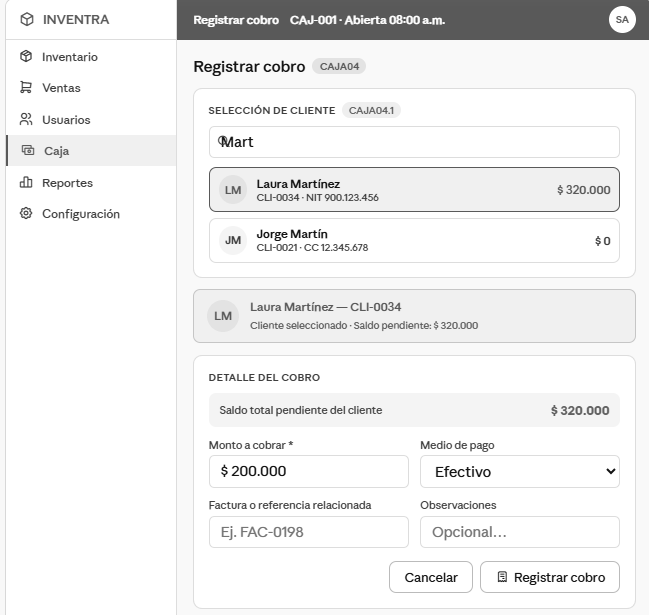 INVENTRA
Inventario
Ventas
Usuarios
Caja
Reportes
Configuración
Registrar cobro CAJ-001 · Abierta 08:00 a.m.
SA
Registrar cobro CAJA04
SELECCIÓN DE CLIENTE CAJA04.1
Mart
LM
Laura Martínez
CLI-0034 · NIT 900.123.456
$ 320.000
JM
Jorge Martín
CLI-0021 · CC 12.345.678
$ 0
LM
Laura Martínez — CLI-0034
Cliente seleccionado · Saldo pendiente: $ 320.000
DETALLE DEL COBRO
Saldo total pendiente del cliente $ 320.000
Monto a cobrar * Medio de pago
$ 200.000 Efectivo
Factura o referencia relacionada Observaciones
Ej. FAC-0198 Opcional...
Cancelar Registrar cobro